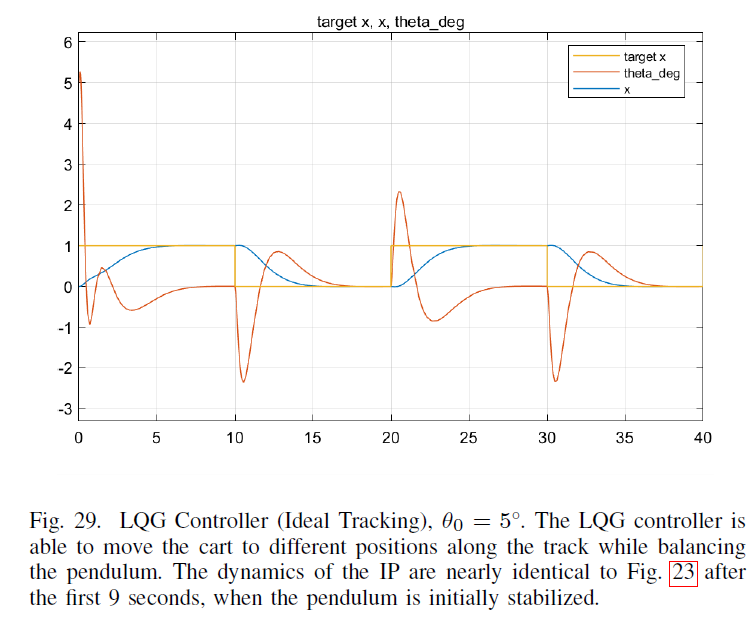 target x, x, theta_deg
6
5
4
3
2
1
0
-1
-2
-3
target x
theta_deg
x
0 5 10 15 20 25 30 35 40
Fig. 29. LQG Controller (Ideal Tracking), θ₀ = 5°. The LQG controller is
able to move the cart to different positions along the track while balancing
the pendulum. The dynamics of the IP are nearly identical to Fig. 23 after
the first 9 seconds, when the pendulum is initially stabilized.